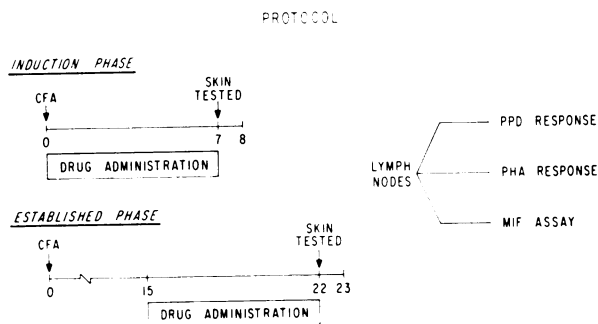 PROTOCOL
INDUCTION PHASE
CFA
SKIN
TESTED
0 7 8
DRUG ADMINISTRATION
ESTABLISHED PHASE
CFA
SKIN
TESTED
0 15 22 23
DRUG ADMINISTRATION
LYMPH
NODES
PPD RESPONSE
PHA RESPONSE
MIF ASSAY